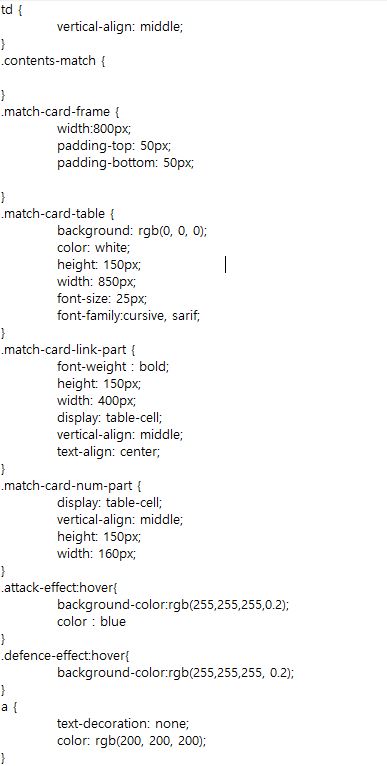 td {
vertical-align: middle;
}
.contents-match {
}
.match-card-frame {
width:800px;
padding-top: 50px;
padding-bottom: 50px;
}
.match-card-table {
background: rgb(0, 0, 0);
color: white;
height: 150px;
width: 850px;
font-size: 25px;
font-family:cursive, sarif;
}
.match-card-link-part {
font-weight : bold;
height: 150px;
width: 400px;
display: table-cell;
vertical-align: middle;
text-align: center;
}
.match-card-num-part {
display: table-cell;
vertical-align: middle;
height: 150px;
width: 160px;
}
.attack-effect:hover{
background-color:rgb(255,255,255,0.2);
color : blue
}
.defence-effect:hover{
background-color:rgb(255,255,255, 0.2);
}
a {
text-decoration: none;
color: rgb(200, 200, 200);
}